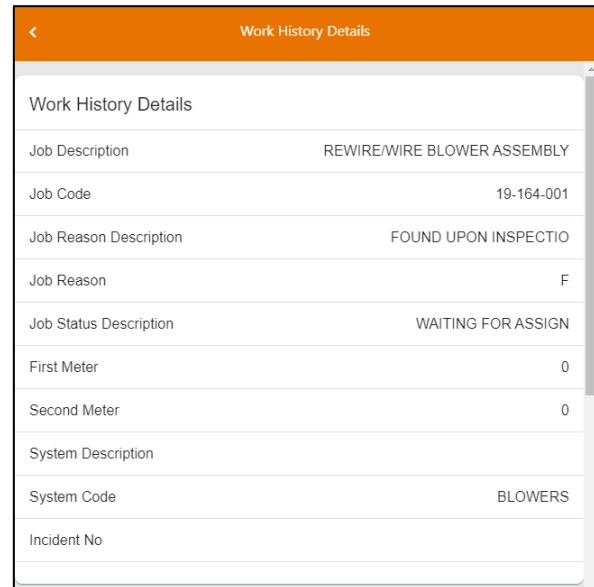 Work History Details
Work History Details
Job Description REWIRE/WIRE BLOWER ASSEMBLY
Job Code 19-164-001
Job Reason Description FOUND UPON INSPECTIO
Job Reason F
Job Status Description WAITING FOR ASSIGN
First Meter 0
Second Meter 0
System Description
System Code BLOWERS
Incident No